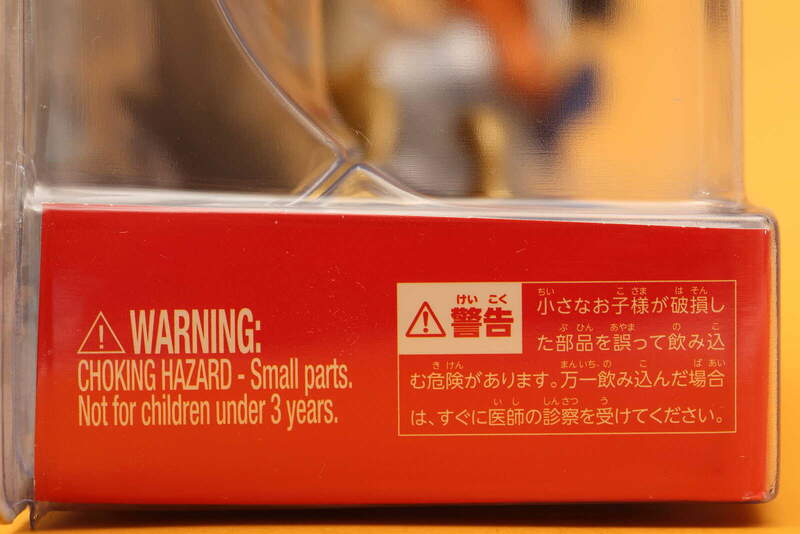 WARNING:
CHOKING HAZARD - Small parts.
Not for children under 3 years.
警告
小さなお子様が破損し
た部品を誤って飲み込
む危険があります。万一飲み込んだ場合
は、すぐに医師の診察を受けてください。